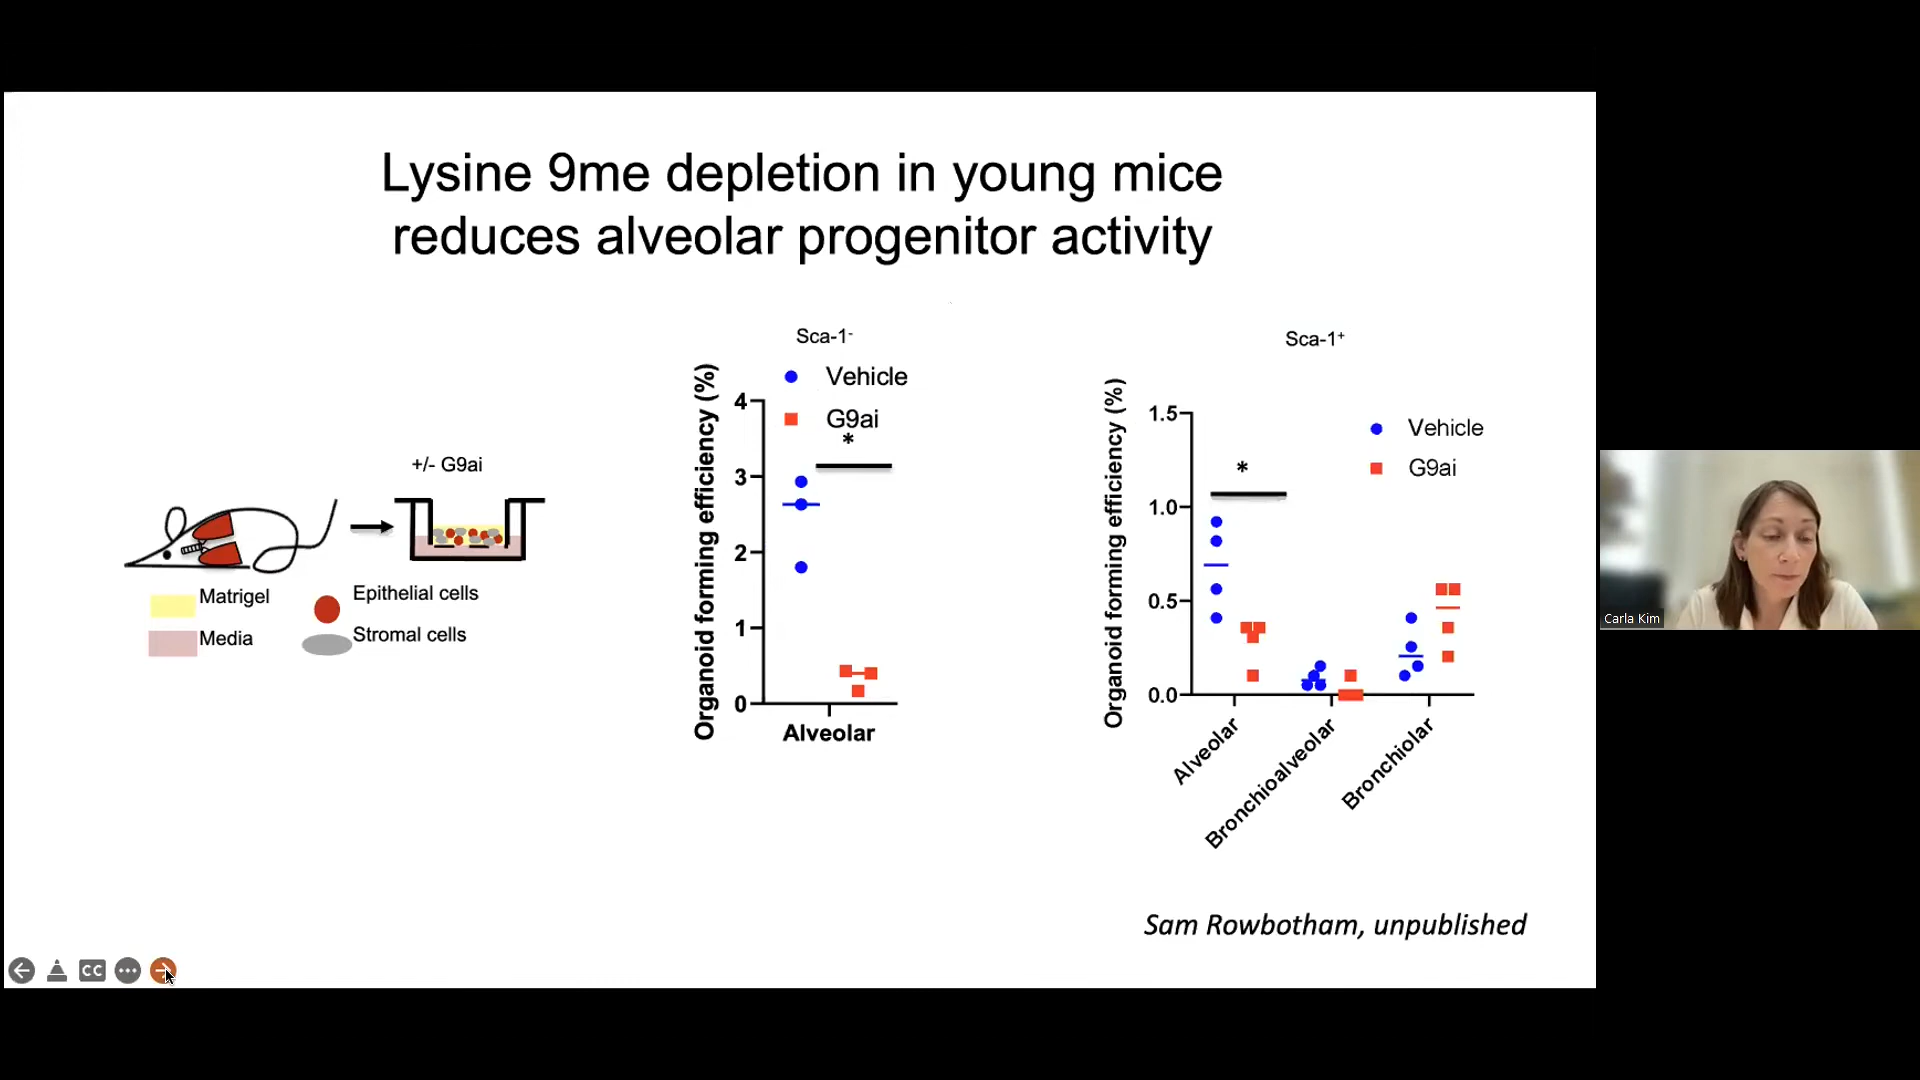 Lysine 9me depletion in young mice
reduces alveolar progenitor activity
+/- G9ai
Matrigel
Media
Epithelial cells
Stromal cells
Sca-1-
Vehicle
G9ai
*
Organoid forming efficiency (%)
4
3
2
1
0
Alveolar
Sca-1+
Vehicle
G9ai
*
Organoid forming efficiency (%)
1.5
1.0
0.5
0.0
Alveolar
Bronchioalveolar
Bronchiolar
Sam Rowbotham, unpublished
CC
Carla Kim